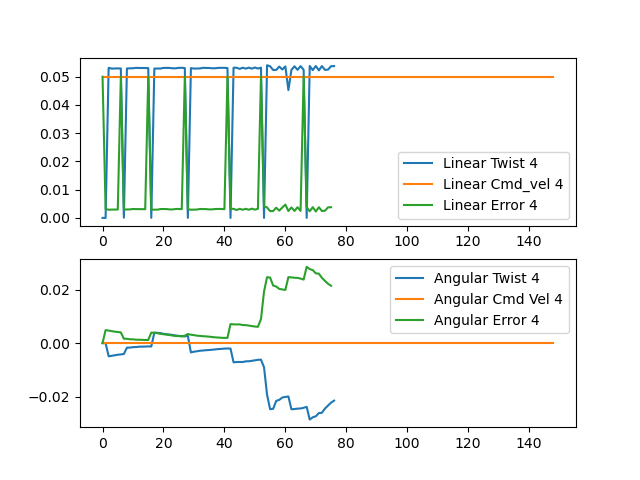 0.05
0.04
0.03
0.02
0.01
0.00
Linear Twist 4
Linear Cmd_vel 4
Linear Error 4
0 20 40 60 80 100 120 140
0.02
0.00
−0.02
Angular Twist 4
Angular Cmd Vel 4
Angular Error 4
0 20 40 60 80 100 120 140